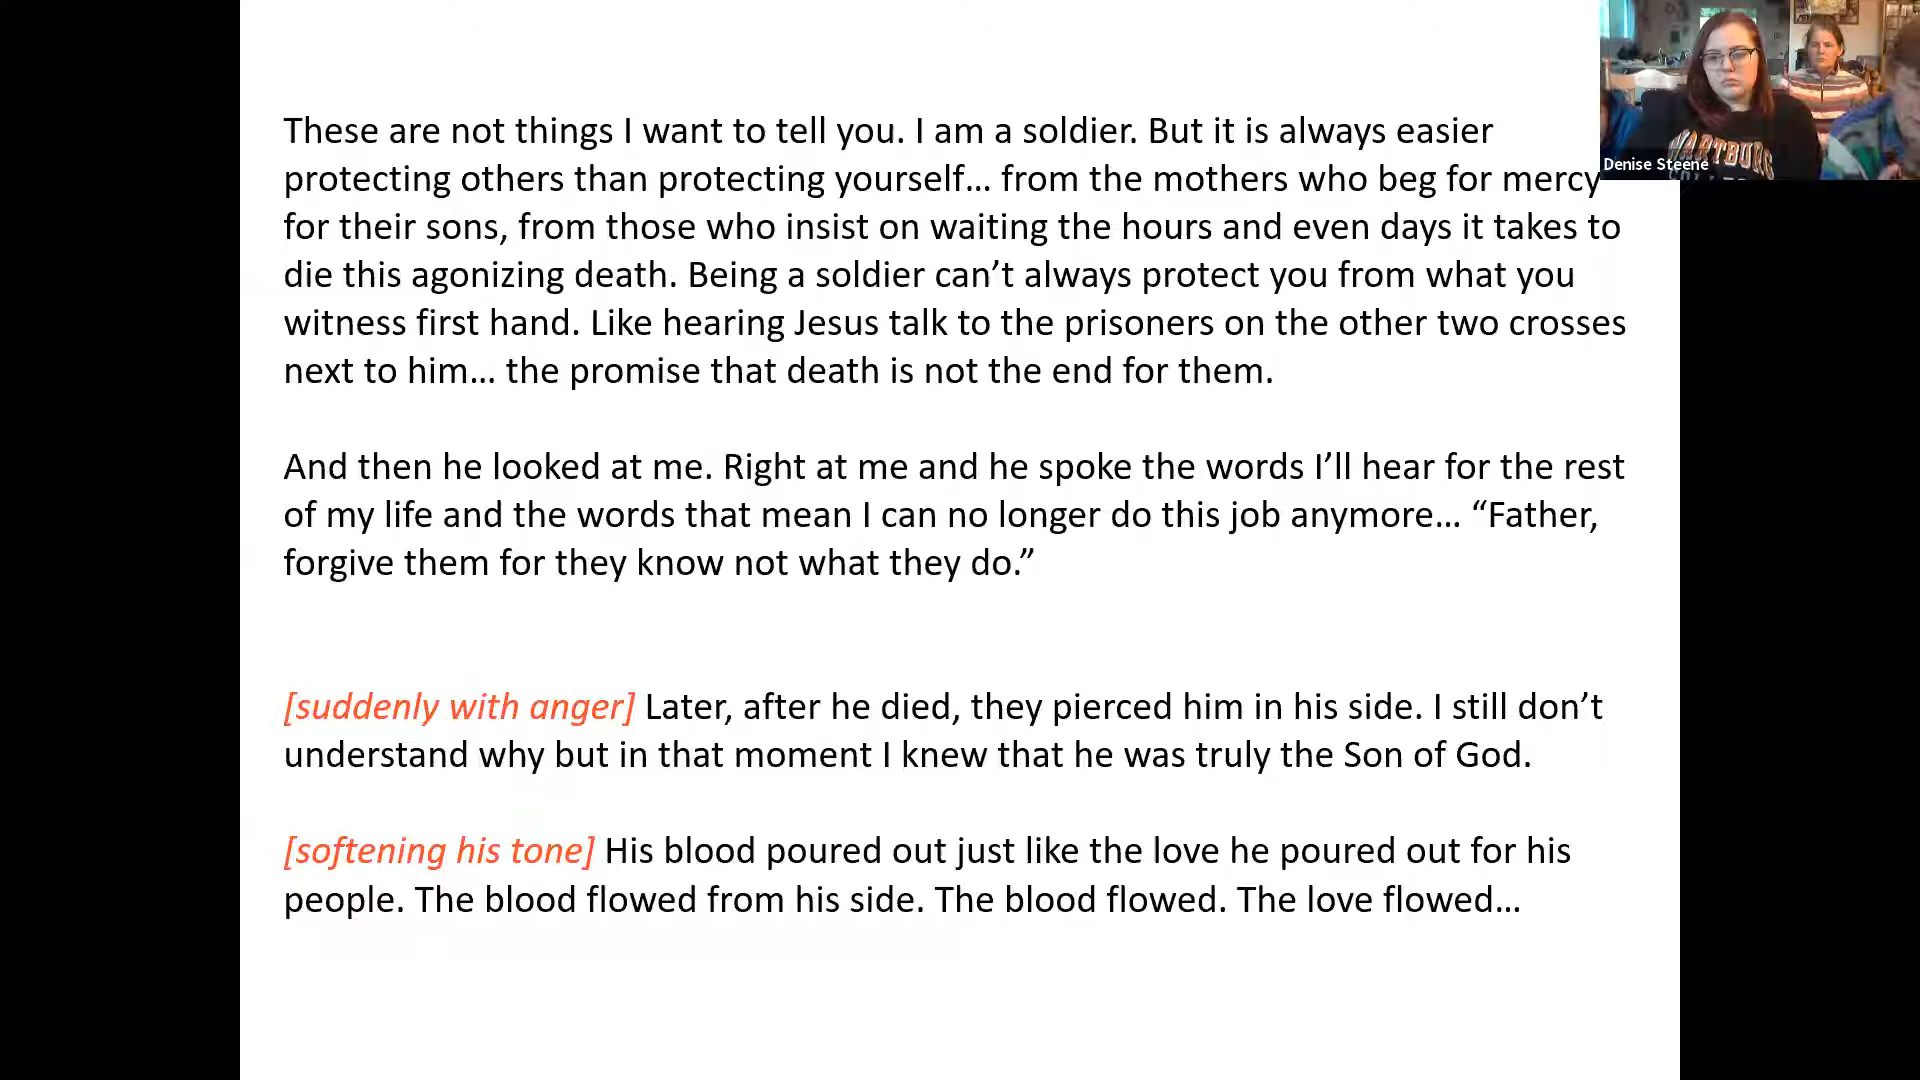 These are not things I want to tell you. I am a soldier. But it is always easier
protecting others than protecting yourself… from the mothers who beg for mercy
for their sons, from those who insist on waiting the hours and even days it takes to
die this agonizing death. Being a soldier can’t always protect you from what you
witness first hand. Like hearing Jesus talk to the prisoners on the other two crosses
next to him… the promise that death is not the end for them.
And then he looked at me. Right at me and he spoke the words I’ll hear for the rest
of my life and the words that mean I can no longer do this job anymore… “Father,
forgive them for they know not what they do.”
[suddenly with anger] Later, after he died, they pierced him in his side. I still don’t
understand why but in that moment I knew that he was truly the Son of God.
[softening his tone] His blood poured out just like the love he poured out for his
people. The blood flowed from his side. The blood flowed. The love flowed…
Denise Steene